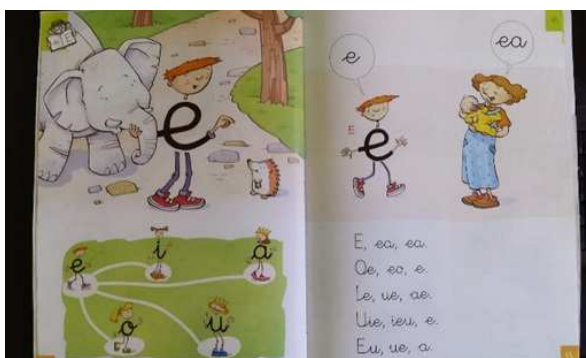 e
i
a
e
o
u
e
ea
E
e
E, ea, ea.
Oe, eo, e.
Ie, ue, ae.
Uie, ieu, e.
Eu, ue, a.